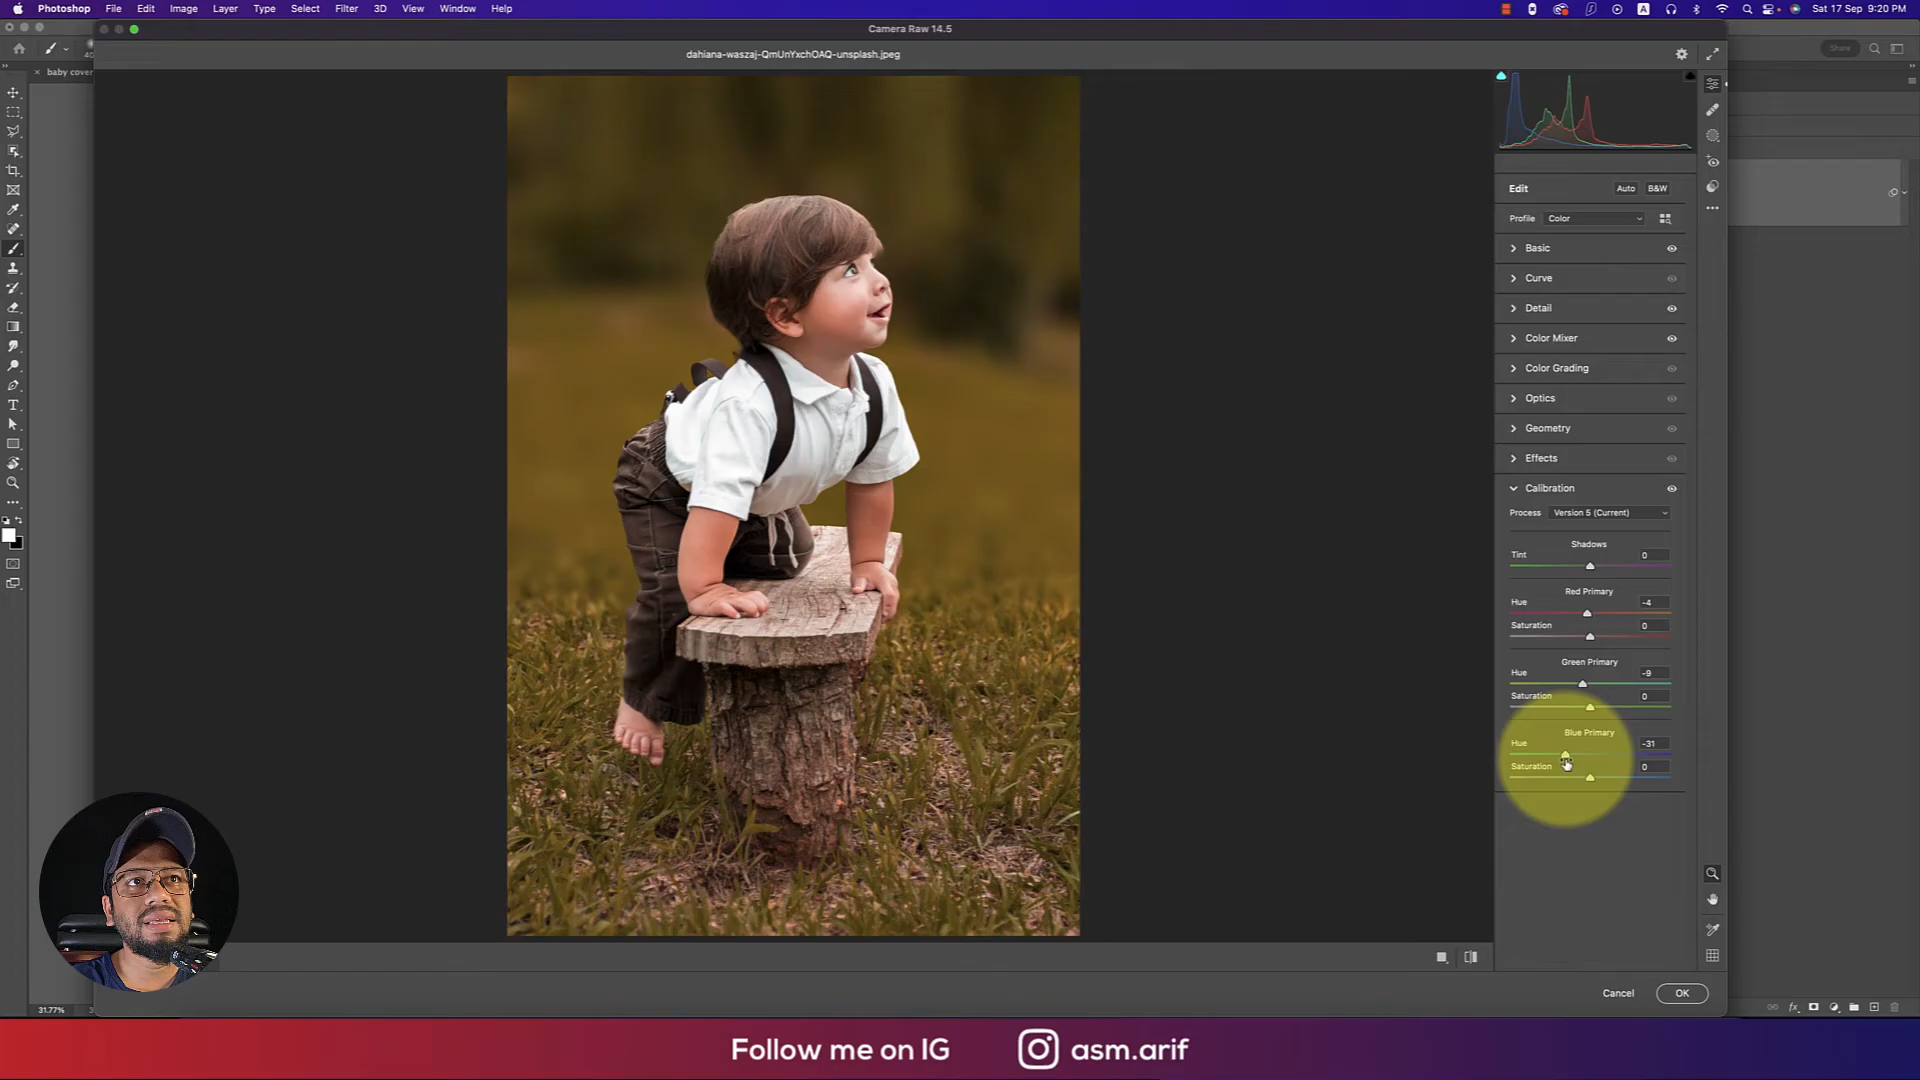 Photoshop File Edit Image Layer Type Select Filter 3D View Window Help
A Sat 17 Sep 9:20 PM
Camera Raw 14.5
Share
dahiana-waszaj-QmUnYxchOAQ-unsplash.jpeg
baby cover
Edit Auto B&W
Profile Color
Basic
Curve
Detail
Color Mixer
Color Grading
Optics
Geometry
Effects
Calibration
Process Version 5 (Current)
Shadows
Tint 0
Red Primary
Hue -4
Saturation 0
Green Primary
Hue -9
Saturation 0
Blue Primary
Hue -31
Saturation 0
Cancel OK
31.77%
fx
Follow me on IG asm.arif